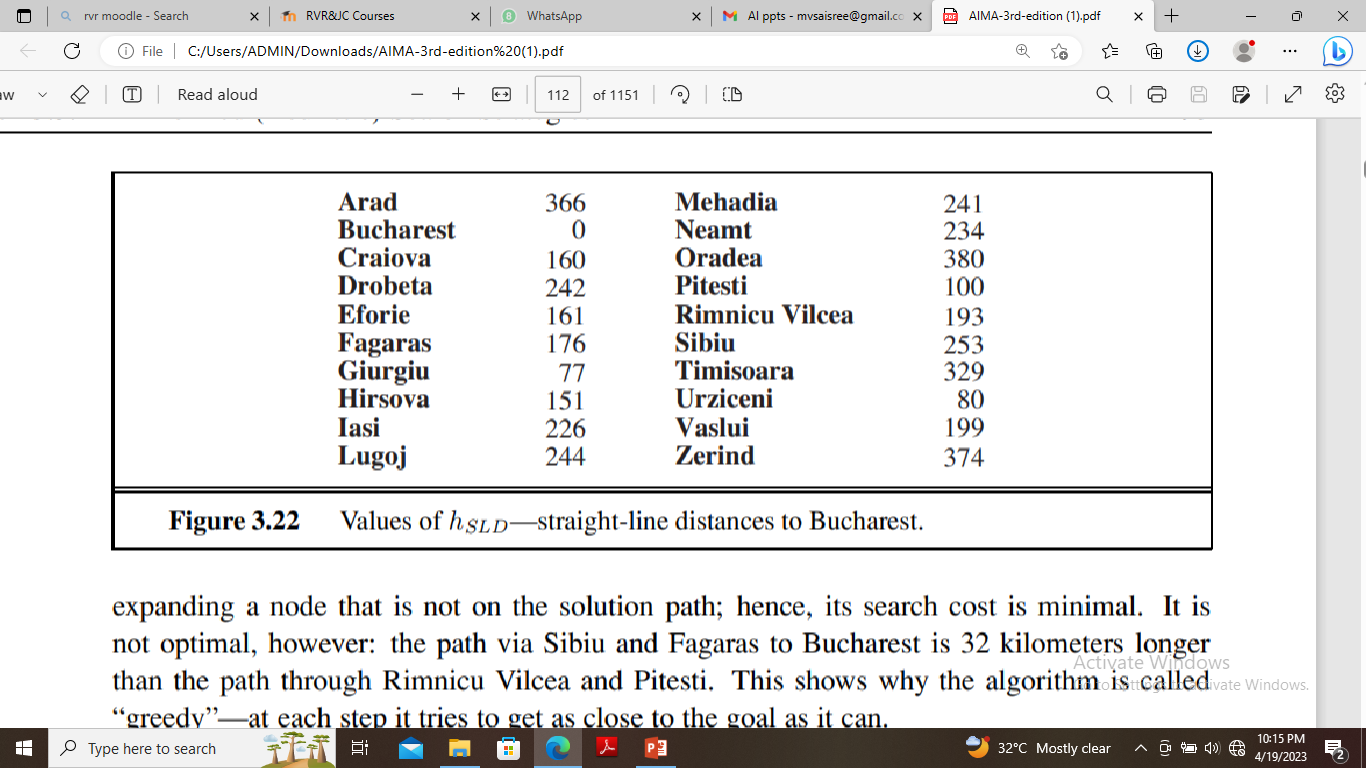 rvr moodle - Search
RVR&JC Courses
WhatsApp
AI ppts - mvsaisree@gmail.cc
AIMA-3rd-edition (1).pdf
File
C:/Users/ADMIN/Downloads/AIMA-3rd-edition%20(1).pdf
aw
Read aloud
112 of 1151
Arad 366 Mehadia 241
Bucharest 0 Neamt 234
Craiova 160 Oradea 380
Drobeta 242 Pitesti 100
Eforie 161 Rimnicu Vilcea 193
Fagaras 176 Sibiu 253
Giurgiu 77 Timisoara 329
Hirsova 151 Urziceni 80
Iasi 226 Vaslui 199
Lugoj 244 Zerind 374
Figure 3.22 Values of hSLD—straight-line distances to Bucharest.
expanding a node that is not on the solution path; hence, its search cost is minimal. It is
not optimal, however: the path via Sibiu and Fagaras to Bucharest is 32 kilometers longer
than the path through Rimnicu Vilcea and Pitesti. This shows why the algorithm is called
“greedy”—at each step it tries to get as close to the goal as it can.
Activate Windows
Go to Settings to activate Windows.
Type here to search
32°C Mostly clear
10:15 PM
4/19/2023
2